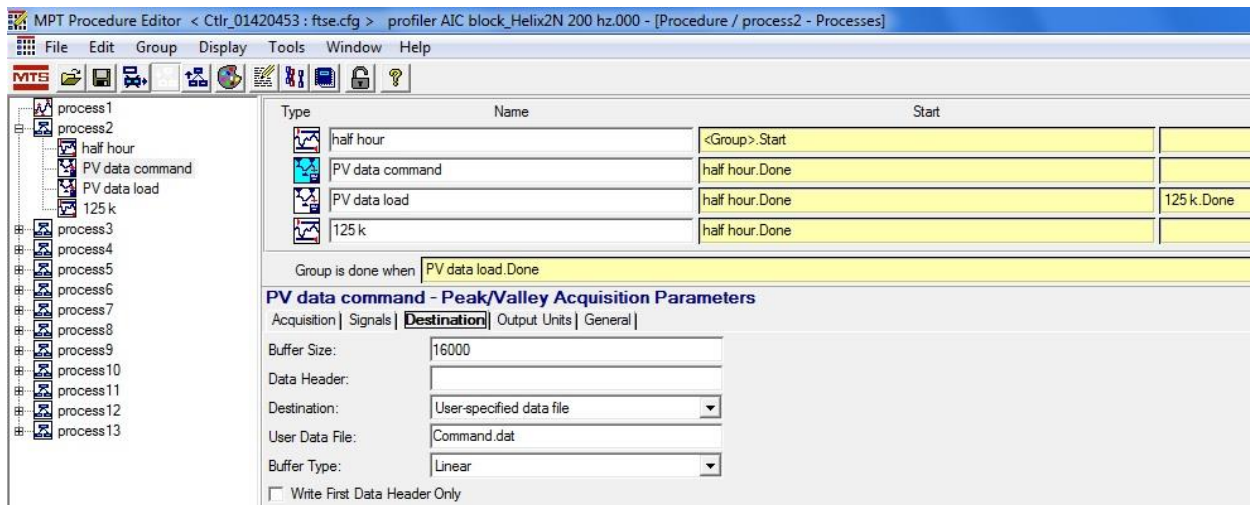 MPT Procedure Editor < Ctlr_01420453 : ftse.cfg > profiler AIC block_Helix2N 200 hz.000 - [Procedure / process2 - Processes]
File Edit Group Display Tools Window Help
MTS
process1
process2
half hour
PV data command
PV data load
125 k
process3
process4
process5
process6
process7
process8
process9
process10
process11
process12
process13
Type Name Start
half hour <Group>.Start
PV data command half hour.Done
PV data load half hour.Done 125 k.Done
125 k half hour.Done
Group is done when PV data load.Done
PV data command - Peak/Valley Acquisition Parameters
Acquisition Signals Destination Output Units General
Buffer Size: 16000
Data Header:
Destination: User-specified data file
User Data File: Command.dat
Buffer Type: Linear
Write First Data Header Only